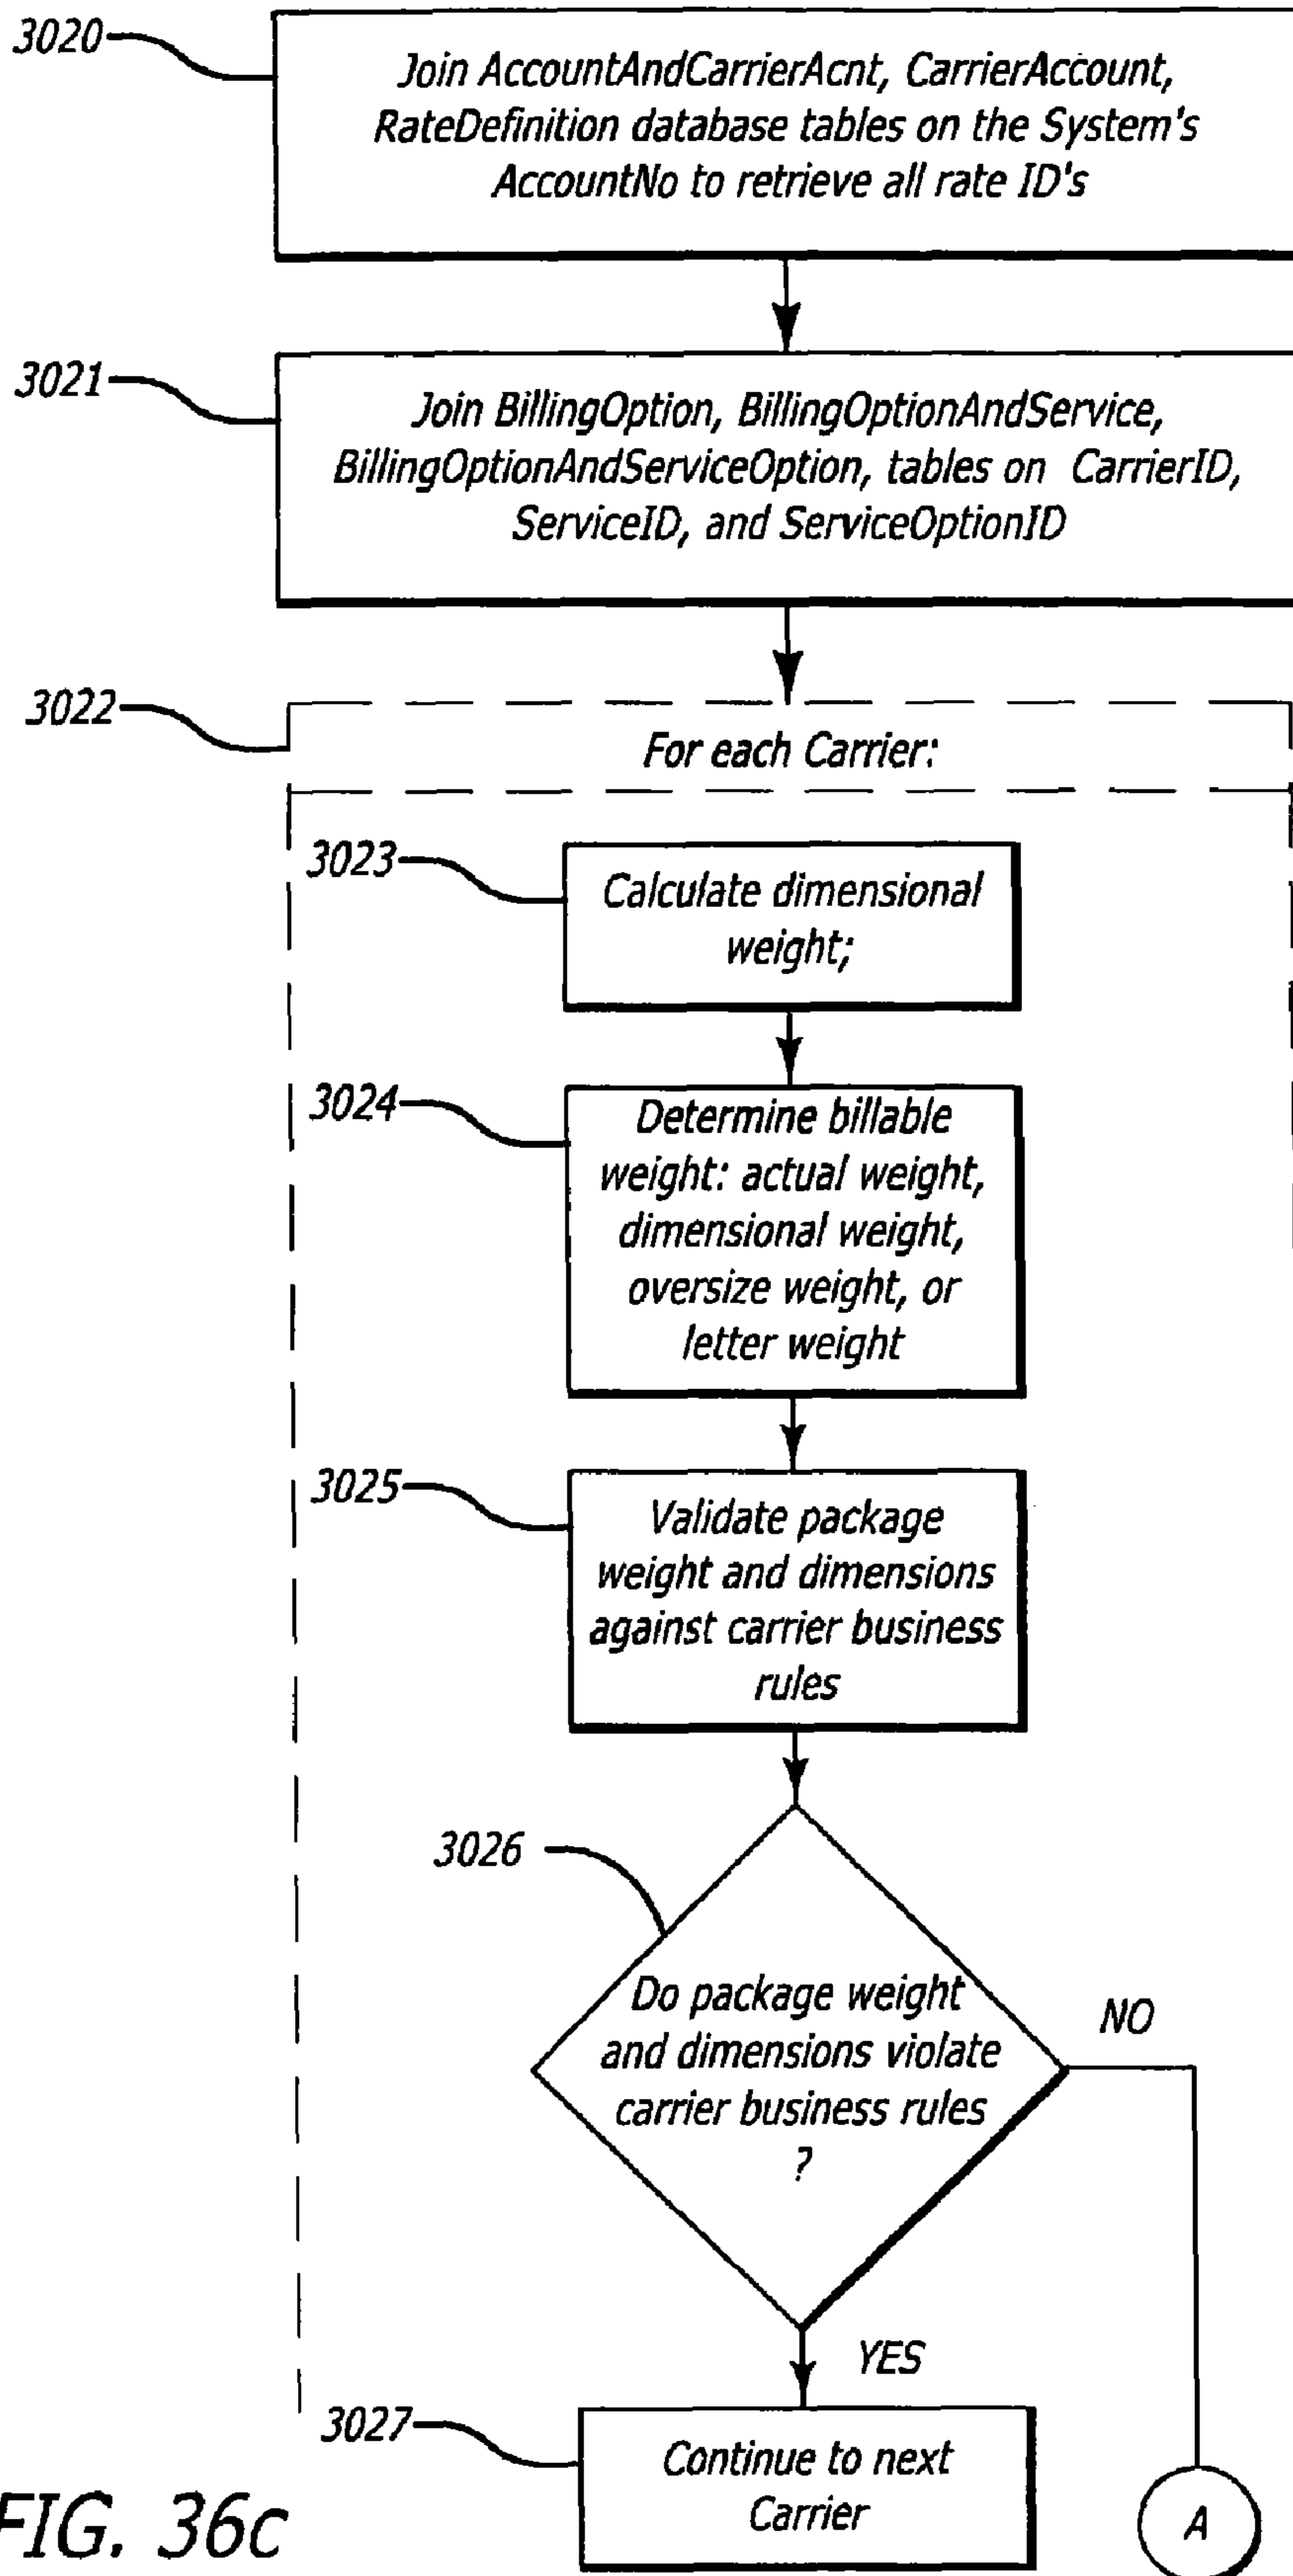 3020
Join AccountAndCarrierAcnt, CarrierAccount,
RateDefinition database tables on the System's
AccountNo to retrieve all rate ID's
3021
Join BillingOption, BillingOptionAndService,
BillingOptionAndServiceOption, tables on CarrierID,
ServiceID, and ServiceOptionID
3022
For each Carrier:
3023
Calculate dimensional
weight;
3024
Determine billable
weight: actual weight,
dimensional weight,
oversize weight, or
letter weight
3025
Validate package
weight and dimensions
against carrier business
rules
3026
Do package weight
and dimensions violate
carrier business rules
?
NO
YES
3027
Continue to next
Carrier
A
FIG. 36c